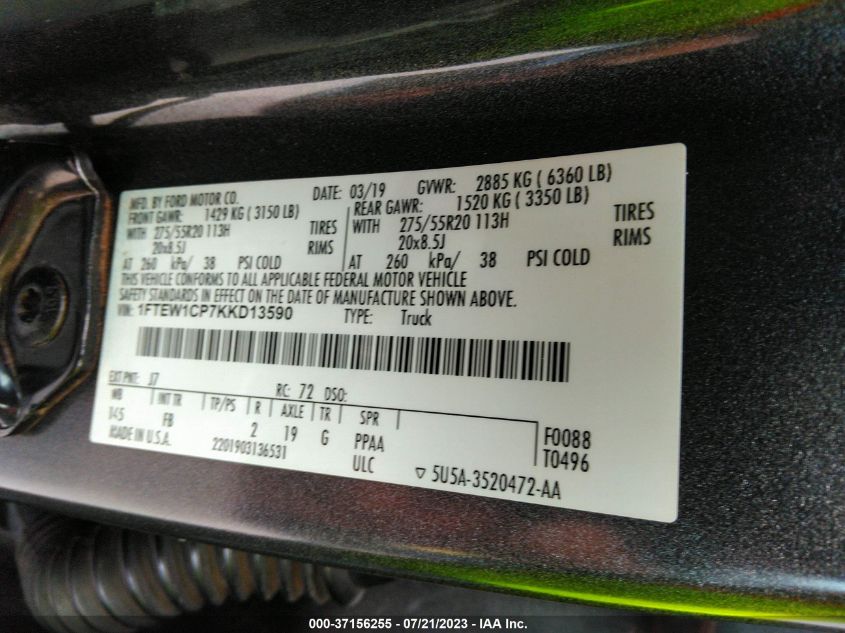 MFD. BY FORD MOTOR CO. DATE: 03/19 GVWR: 2885 KG ( 6360 LB)
FRONT GAWR: 1429 KG ( 3150 LB) REAR GAWR: 1520 KG ( 3350 LB)
WITH 275/55R20 113H TIRES WITH 275/55R20 113H TIRES
20x8.5J RIMS 20x8.5J RIMS
AT 260 kPa/ 38 PSI COLD AT 260 kPa/ 38 PSI COLD
THIS VEHICLE CONFORMS TO ALL APPLICABLE FEDERAL MOTOR VEHICLE
SAFETY STANDARDS IN EFFECT ON THE DATE OF MANUFACTURE SHOWN ABOVE.
VIN: 1FTEW1CP7KKD13590 TYPE: Truck
EXT PNT: J7 RC: 72 DSO:
WB INT TR TP/PS R AXLE TR SPR
145 FB 2 19 G PPAA F0088
MADE IN U.S.A. 2201903136531 ULC T0496
▽ 5U5A-3520472-AA
000-37156255 - 07/21/2023 - IAA Inc.